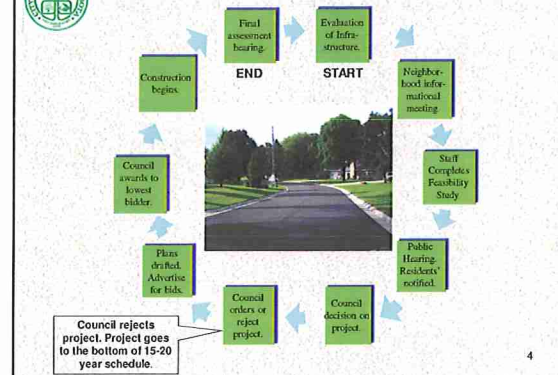 Final
assessment
hearing.
END
Evaluation
of Infra-
structure.
START
Neighbor-
hood infor-
mational
meeting.
Staff
Completes
Feasibility
Study
Public
Hearing.
Residents'
notified.
Council
decision on
project.
Council
orders or
reject
project.
Council rejects
project. Project goes
to the bottom of 15-20
year schedule.
Plans
drafted.
Advertise
for bids.
Council
awards to
lowest
bidder.
Construction
begins.
4